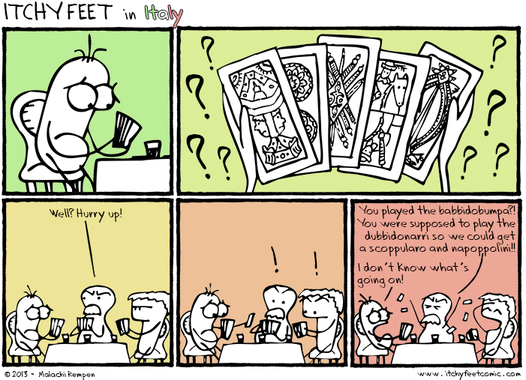 ITCHY FEET in Italy
? ? ? ? ? ? ? ?
Well? Hurry up!
! !
You played the babbidobumpa?!
You were supposed to play the
dubbidonarri so we could get
a scoppularo and napoppolini!!
I don't know what's
going on!
© 2013 - Malachi Rempen
www.itchyfeetcomic.com